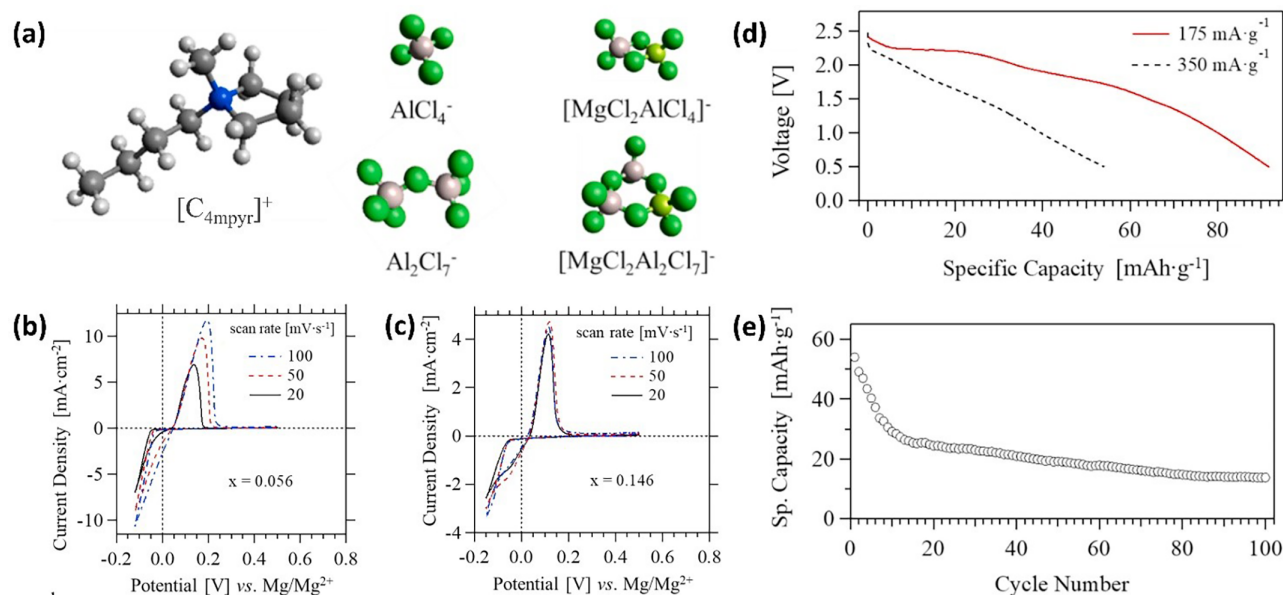 (a)
[C₄mpyr]⁺
AlCl₄⁻
[MgCl₂AlCl₄]⁻
Al₂Cl₇⁻
[MgCl₂Al₂Cl₇]⁻
(b)
Current Density [mA·cm⁻²]
10
5
0
-5
-10
scan rate [mV·s⁻¹]
100
50
20
x = 0.056
-0.2 0.0 0.2 0.4 0.6 0.8
Potential [V] vs. Mg/Mg²⁺
(c)
Current Density [mA·cm⁻²]
4
2
0
-2
-4
scan rate [mV·s⁻¹]
100
50
20
x = 0.146
0.0 0.2 0.4 0.6 0.8
Potential [V] vs. Mg/Mg²⁺
(d)
Voltage [V]
2.5
2.0
1.5
1.0
0.5
0.0
175 mA·g⁻¹
350 mA·g⁻¹
0 20 40 60 80
Specific Capacity [mAh·g⁻¹]
(e)
Sp. Capacity [mAh·g⁻¹]
60
40
20
0
0 20 40 60 80 100
Cycle Number